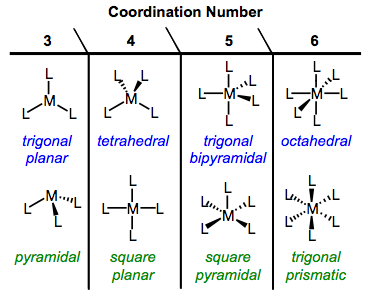 Coordination Number
3 4 5 6
L
M
L L
L L
M
L L
L
L
L M
L
L
L
L
L M L
L
L
trigonal
planar
tetrahedral
trigonal
bipyramidal
octahedral
M
L L
L
L
L M L
L
L
L L
M
L L
L
L L
M
L L
L
pyramidal
square
planar
square
pyramidal
trigonal
prismatic